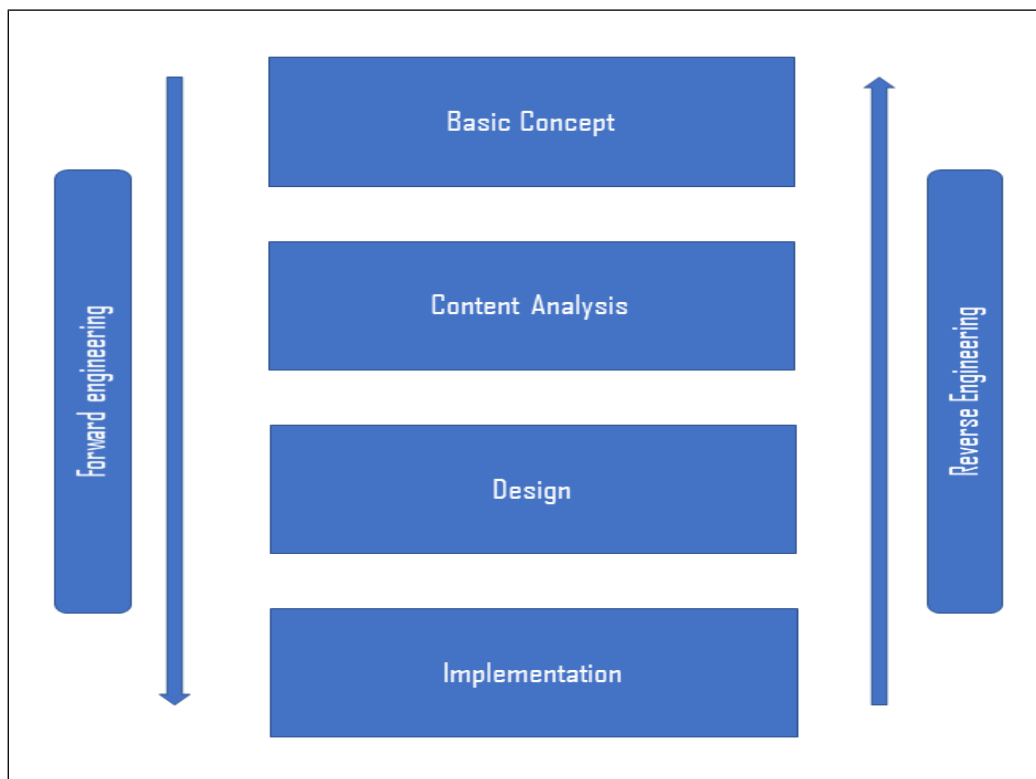 Basic Concept
Content Analysis
Forward engineering
Reverse Engineering
Design
Implementation